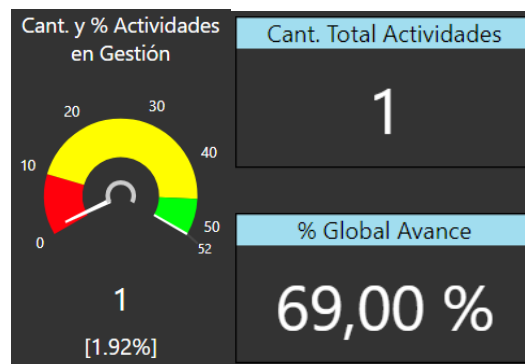 Cant. y % Actividades
en Gestión
0
10
20
30
40
50
52
1
[1.92%]
Cant. Total Actividades
1
% Global Avance
69,00 %